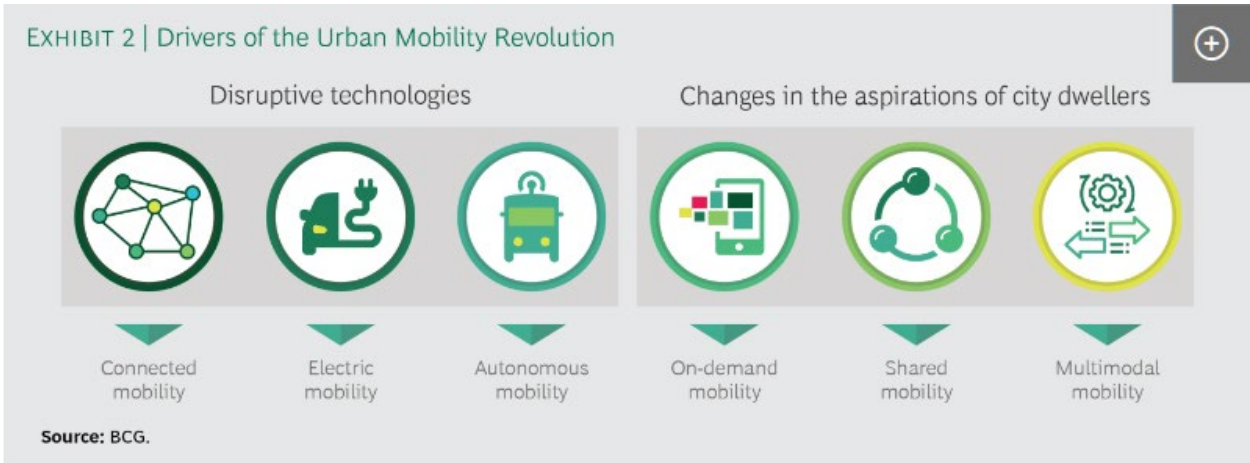 EXHIBIT 2 | Drivers of the Urban Mobility Revolution
Disruptive technologies
Changes in the aspirations of city dwellers
Connected
mobility
Electric
mobility
Autonomous
mobility
On-demand
mobility
Shared
mobility
Multimodal
mobility
Source: BCG.